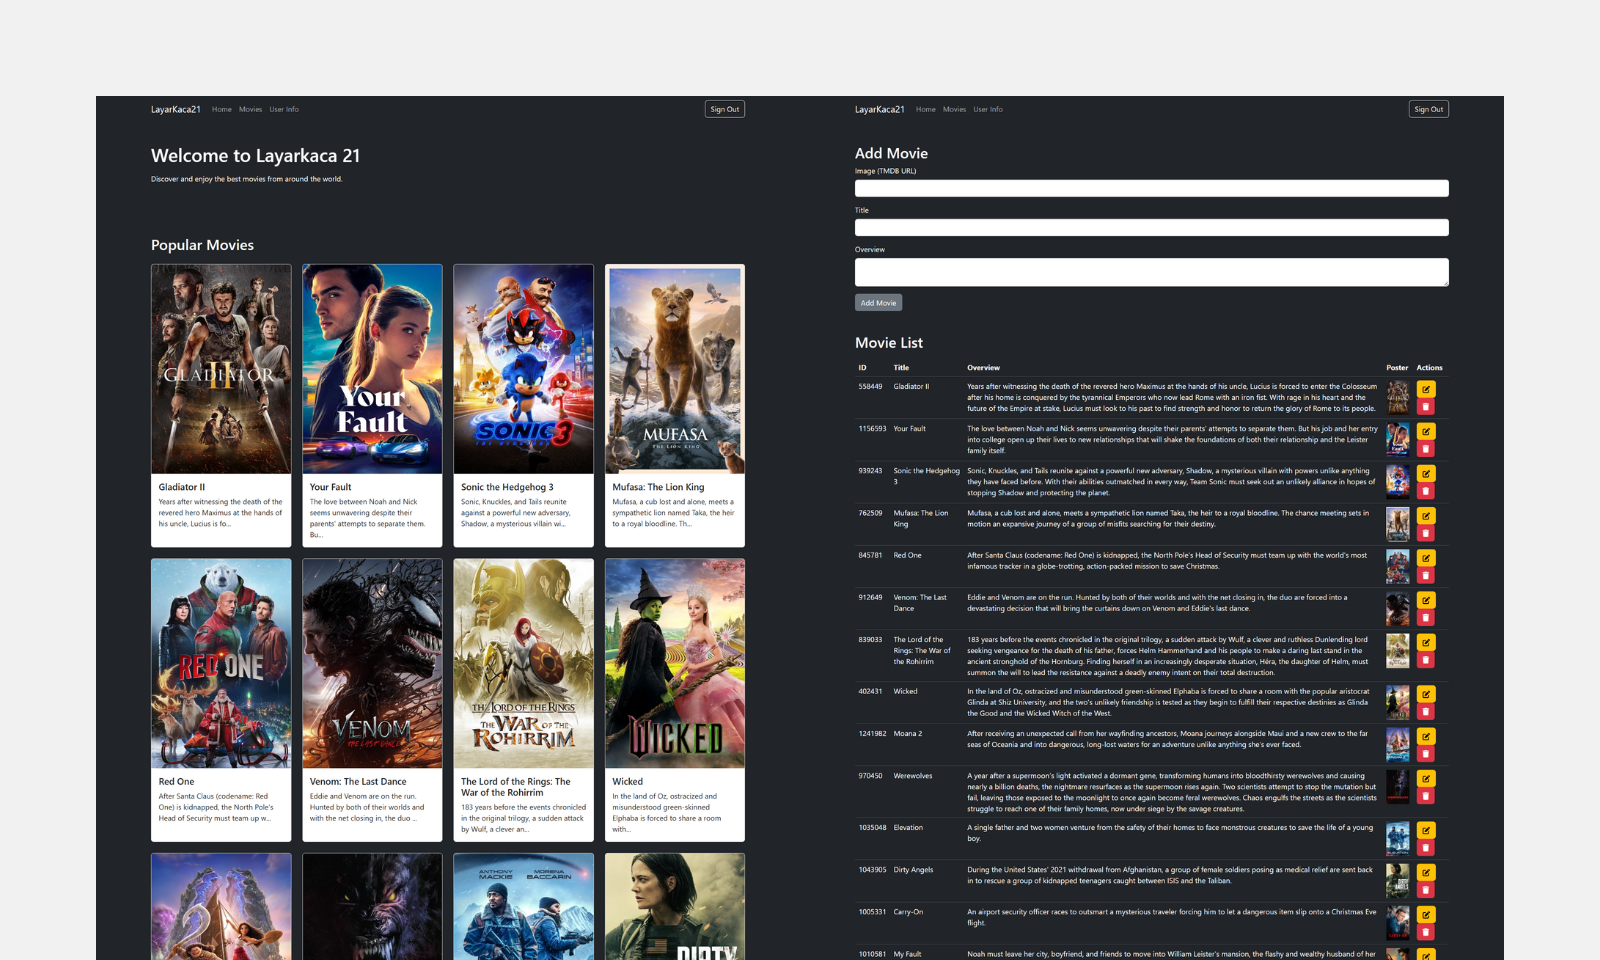 LayarKaca21 Home Movies User Info Sign Out
Welcome to Layarkaca 21
Discover and enjoy the best movies from around the world.
Popular Movies
GLADIATOR
II
Your
Fault
SONIC 3
MUFASA
THE LION KING
Gladiator II
Years after witnessing the death of the
revered hero Maximus at the hands of
his uncle, Lucius is fo...
Your Fault
The love between Noah and Nick
seems unwavering despite their
parents' attempts to separate them.
Bu...
Sonic the Hedgehog 3
Sonic, Knuckles, and Tails reunite
against a powerful new adversary,
Shadow, a mysterious villain wi...
Mufasa: The Lion King
Mufasa, a cub lost and alone, meets a
sympathetic lion named Taka, the heir
to a royal bloodline. Th...
RED ONE
VENOM
THE LAST DANCE
THE LORD OF THE RINGS
THE WAR OF THE
ROHIRRIM
WICKED
Red One
After Santa Claus (codename: Red
One) is kidnapped, the North Pole's
Head of Security must team up w...
Venom: The Last Dance
Eddie and Venom are on the run.
Hunted by both of their worlds and
with the net closing in, the duo ...
The Lord of the Rings: The
War of the Rohirrim
183 years before the events chronicled
in the original trilogy, a sudden attack
by Wulf, a clever an...
Wicked
In the land of Oz, ostracized and
misunderstood green-skinned
Elphaba is forced to share a room
with...
2
ANTHONY
MACKIE
MORENA
BACCARIN
DIRTY
LayarKaca21 Home Movies User Info Sign Out
Add Movie
Image (TMDB URL)
Title
Overview
Add Movie
Movie List
ID Title Overview Poster Actions
558449 Gladiator II Years after witnessing the death of the revered hero Maximus at the hands of his uncle, Lucius is forced to enter the Colosseum
after his home is conquered by the tyrannical Emperors who now lead Rome with an iron fist. With rage in his heart and the
future of the Empire at stake, Lucius must look to his past to find strength and honor to return the glory of Rome to its people.
1156593 Your Fault The love between Noah and Nick seems unwavering despite their parents' attempts to separate them. But his job and her entry
into college open up their lives to new relationships that will shake the foundations of both their relationship and the Leister
family itself.
939243 Sonic the Hedgehog Sonic, Knuckles, and Tails reunite against a powerful new adversary, Shadow, a mysterious villain with powers unlike anything
3 they have faced before. With their abilities outmatched in every way, Team Sonic must seek out an unlikely alliance in hopes of
stopping Shadow and protecting the planet.
762509 Mufasa: The Lion Mufasa, a cub lost and alone, meets a sympathetic lion named Taka, the heir to a royal bloodline. The chance meeting sets in
King motion an expansive journey of a group of misfits searching for their destiny.
845781 Red One After Santa Claus (codename: Red One) is kidnapped, the North Pole's Head of Security must team up with the world's most
infamous tracker in a globe-trotting, action-packed mission to save Christmas.
912649 Venom: The Last Eddie and Venom are on the run. Hunted by both of their worlds and with the net closing in, the duo are forced into a
Dance devastating decision that will bring the curtains down on Venom and Eddie's last dance.
839033 The Lord of the 183 years before the events chronicled in the original trilogy, a sudden attack by Wulf, a clever and ruthless Dunlending lord
Rings: The War of seeking vengeance for the death of his father, forces Helm Hammerhand and his people to make a daring last stand in the
the Rohirrim ancient stronghold of the Hornburg. Finding herself in an increasingly desperate situation, Héra, the daughter of Helm, must
summon the will to lead the resistance against a deadly enemy intent on their total destruction.
402431 Wicked In the land of Oz, ostracized and misunderstood green-skinned Elphaba is forced to share a room with the popular aristocrat
Glinda at Shiz University, and the two's unlikely friendship is tested as they begin to fulfill their respective destinies as Glinda
the Good and the Wicked Witch of the West.
1241982 Moana 2 After receiving an unexpected call from her wayfinding ancestors, Moana journeys alongside Maui and a new crew to the far
seas of Oceania and into dangerous, long-lost waters for an adventure unlike anything she's ever faced.
970450 Werewolves A year after a supermoon's light activated a dormant gene, transforming humans into bloodthirsty werewolves and causing
nearly a billion deaths, the nightmare resurfaces as the supermoon rises again. Two scientists attempt to stop the mutation but
fail, leaving those exposed to the moonlight to once again become feral werewolves. Chaos engulfs the streets as the scientists
struggle to reach one of their family homes, now under siege by the savage creatures.
1035048 Elevation A single father and two women venture from the safety of their homes to face monstrous creatures to save the life of a young
boy.
1043905 Dirty Angels During the United States' 2021 withdrawal from Afghanistan, a group of female soldiers posing as medical relief are sent back
in to rescue a group of kidnapped teenagers caught between ISIS and the Taliban.
1005331 Carry-On An airport security officer races to outsmart a mysterious traveler forcing him to let a dangerous item slip onto a Christmas Eve
flight.
1010581 My Fault Noah must leave her city, boyfriend, and friends to move into William Leister's mansion, the flashy and wealthy husband of her